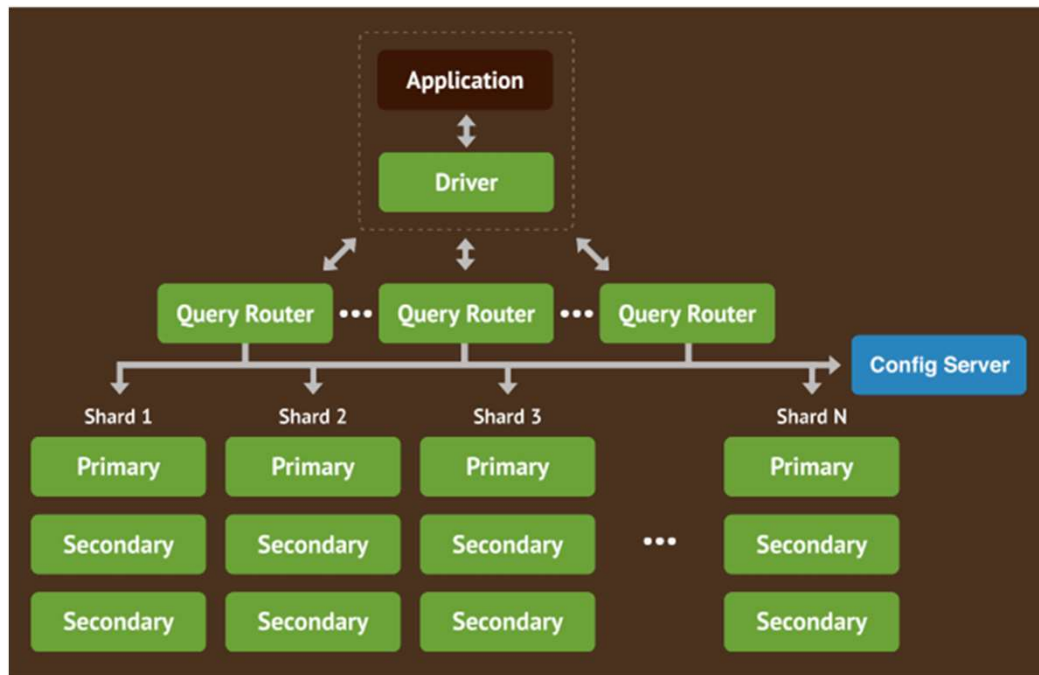 Application
Driver
Query Router ••• Query Router ••• Query Router
Config Server
Shard 1 Shard 2 Shard 3 Shard N
Primary Primary Primary Primary
Secondary Secondary Secondary ••• Secondary
Secondary Secondary Secondary Secondary